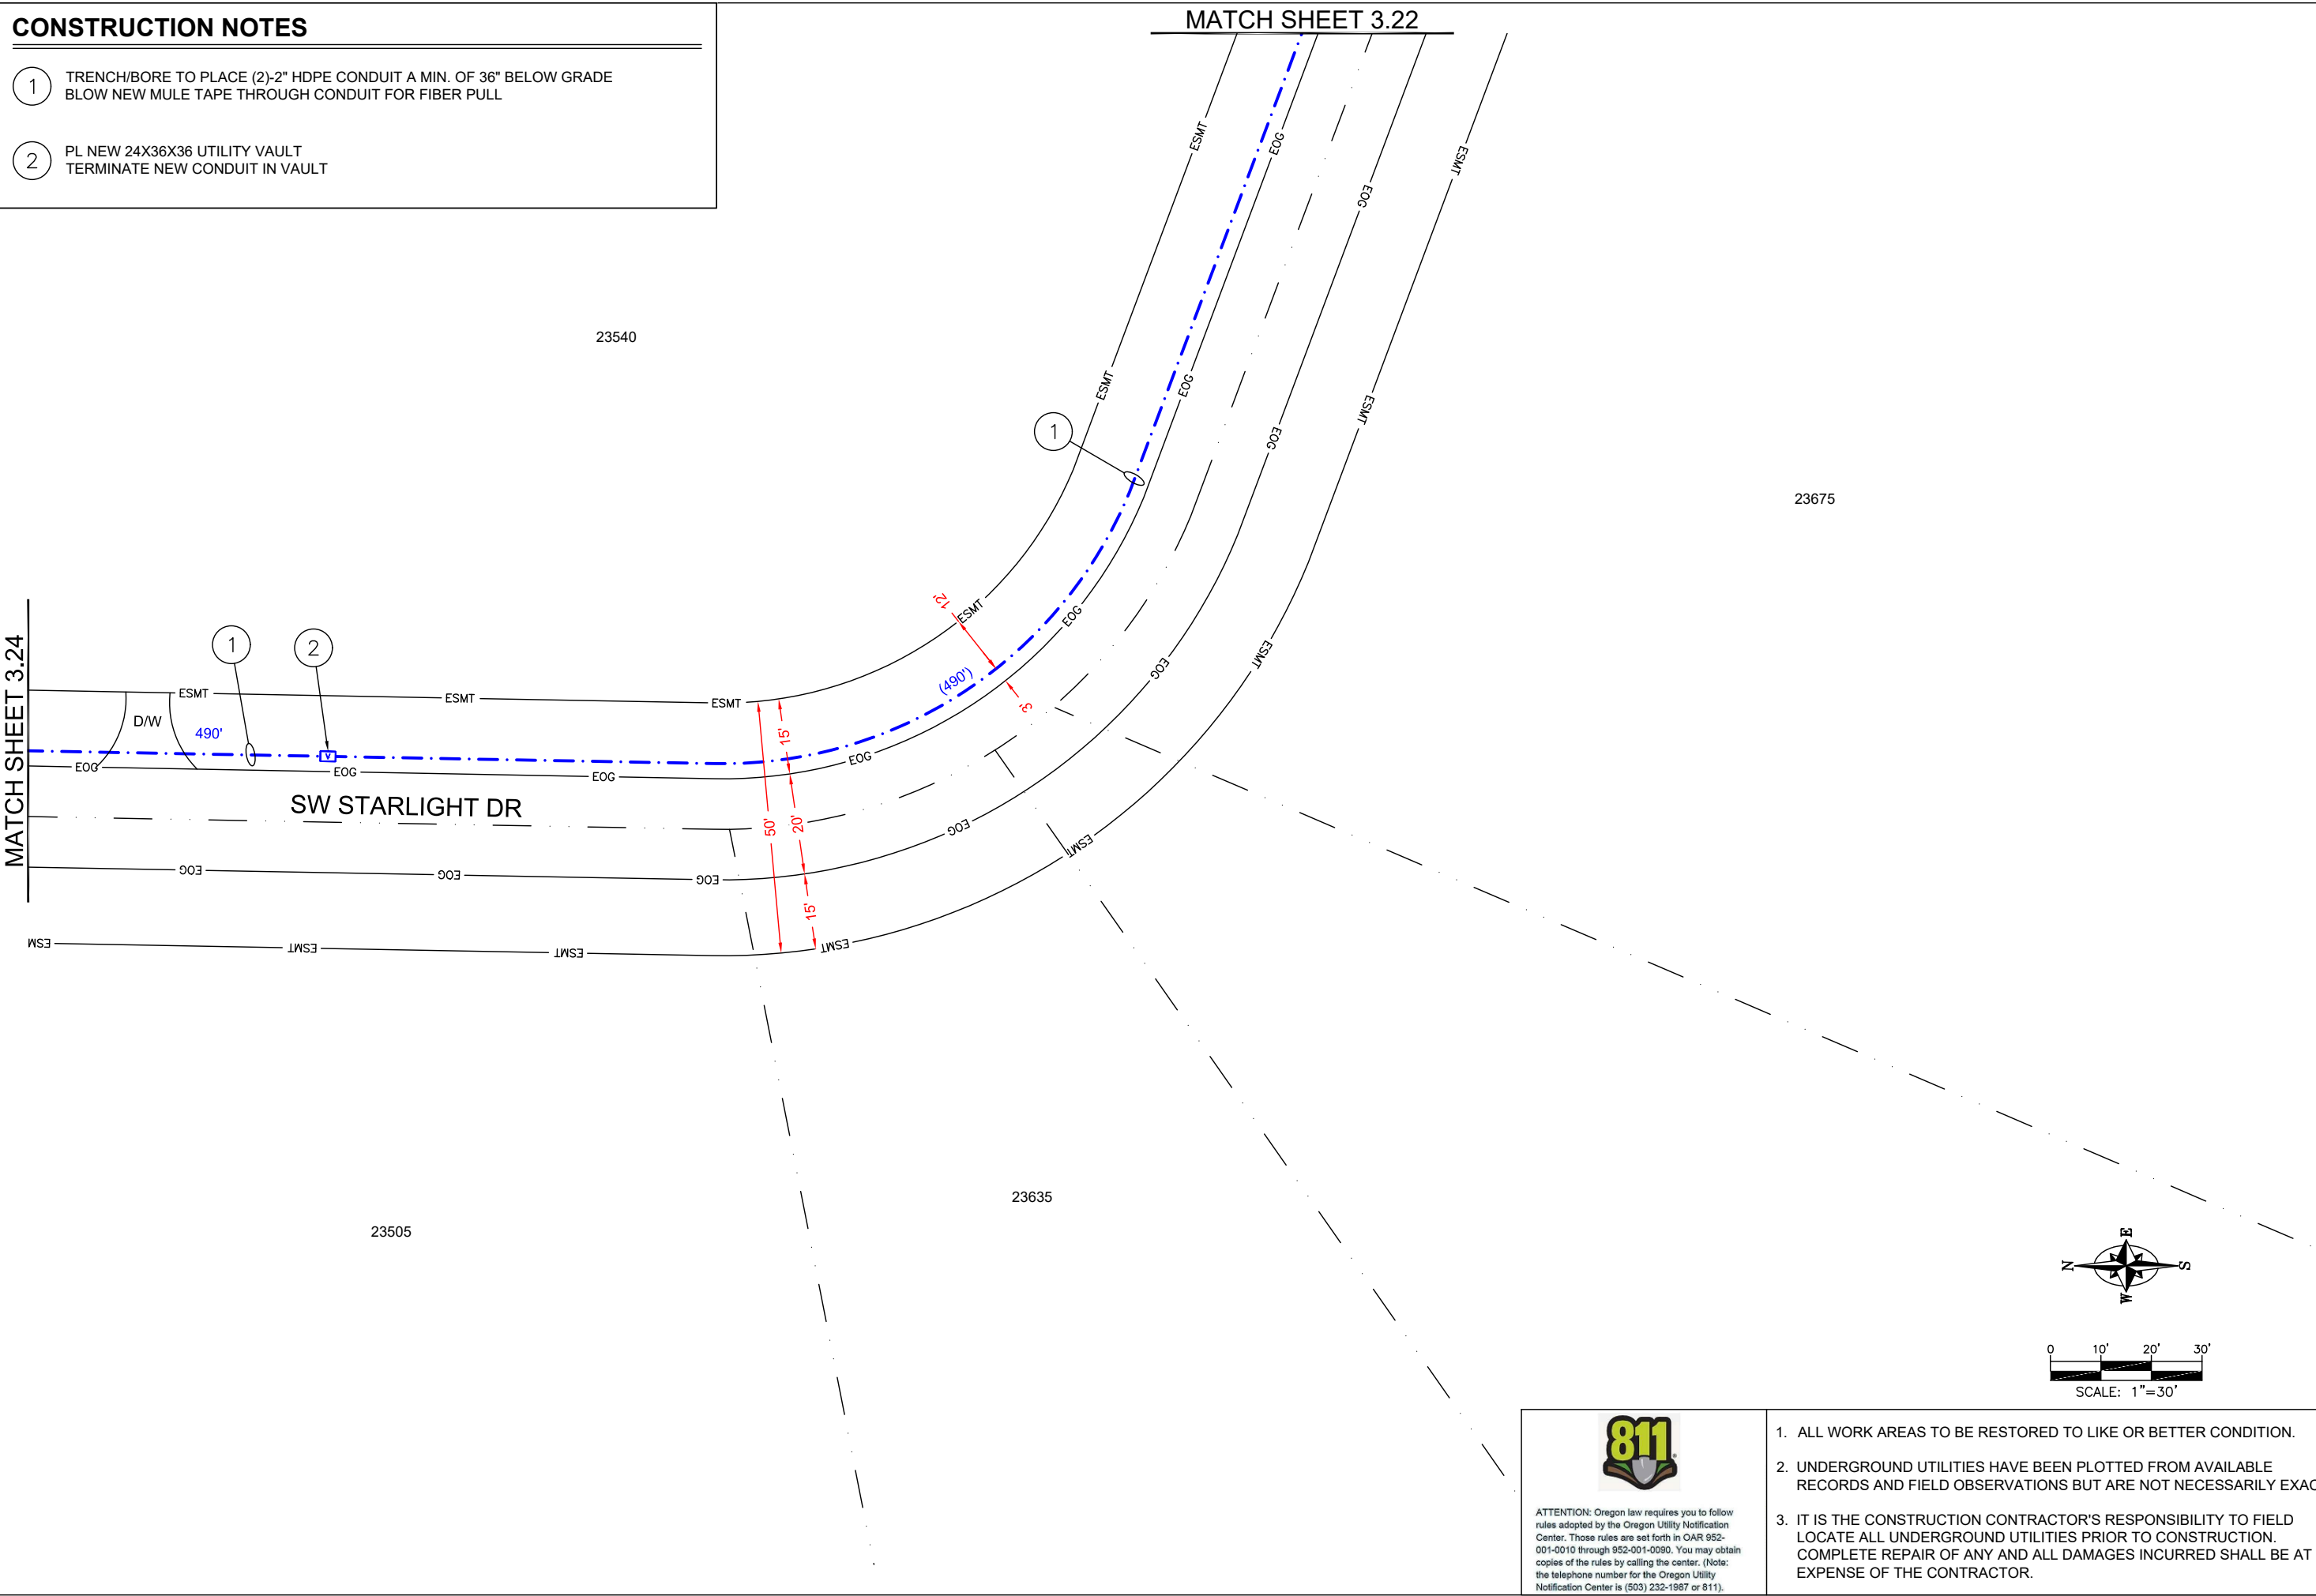 CONSTRUCTION NOTES
1
TRENCH/BORE TO PLACE (2)-2" HDPE CONDUIT A MIN. OF 36" BELOW GRADE
BLOW NEW MULE TAPE THROUGH CONDUIT FOR FIBER PULL
2
PL NEW 24X36X36 UTILITY VAULT
TERMINATE NEW CONDUIT IN VAULT
MATCH SHEET 3.22
ESMT
EOG
EOG
ESMT
23540
ESMT
EOG
ESMT
EOG
1
23675
12'
ESMT
EOG
ESMT
EOG
(490')
3'
MATCH SHEET 3.24
1
2
ESMT
ESMT
ESMT
D/W
490'
V
15'
EOG
EOG
EOG
EOG
SW STARLIGHT DR
50'
20'
EOG
ESMT
EOG
EOG
EOG
15'
ESM
ESMT
ESMT
ESMT
23635
23505
E
N
S
W
0 10' 20' 30'
SCALE: 1"=30'
811
®
ATTENTION: Oregon law requires you to follow
rules adopted by the Oregon Utility Notification
Center. Those rules are set forth in OAR 952-
001-0010 through 952-001-0090. You may obtain
copies of the rules by calling the center. (Note:
the telephone number for the Oregon Utility
Notification Center is (503) 232-1987 or 811).
1. ALL WORK AREAS TO BE RESTORED TO LIKE OR BETTER CONDITION.
2. UNDERGROUND UTILITIES HAVE BEEN PLOTTED FROM AVAILABLE
RECORDS AND FIELD OBSERVATIONS BUT ARE NOT NECESSARILY EXAC
3. IT IS THE CONSTRUCTION CONTRACTOR'S RESPONSIBILITY TO FIELD
LOCATE ALL UNDERGROUND UTILITIES PRIOR TO CONSTRUCTION.
COMPLETE REPAIR OF ANY AND ALL DAMAGES INCURRED SHALL BE AT
EXPENSE OF THE CONTRACTOR.